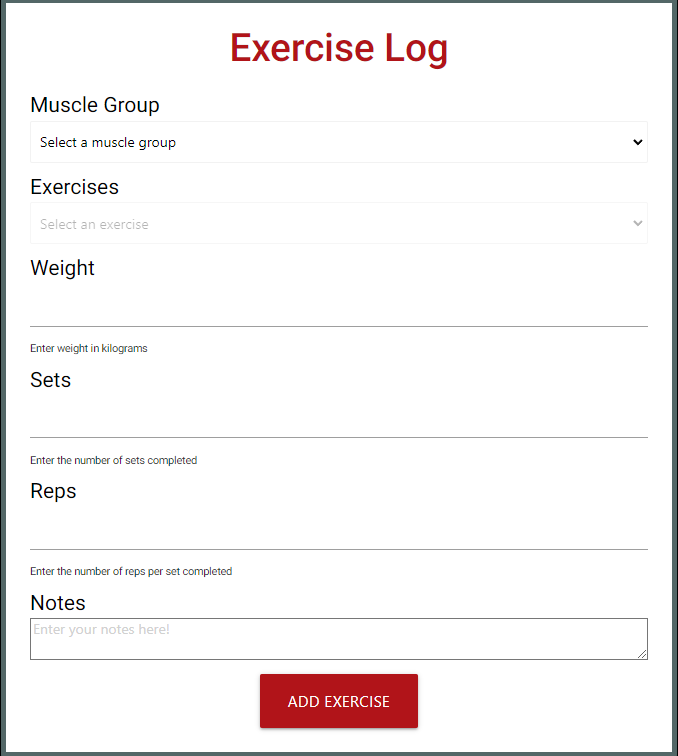 Exercise Log
Muscle Group
Select a muscle group
Exercises
Select an exercise
Weight
Enter weight in kilograms
Sets
Enter the number of sets completed
Reps
Enter the number of reps per set completed
Notes
Enter your notes here!
ADD EXERCISE